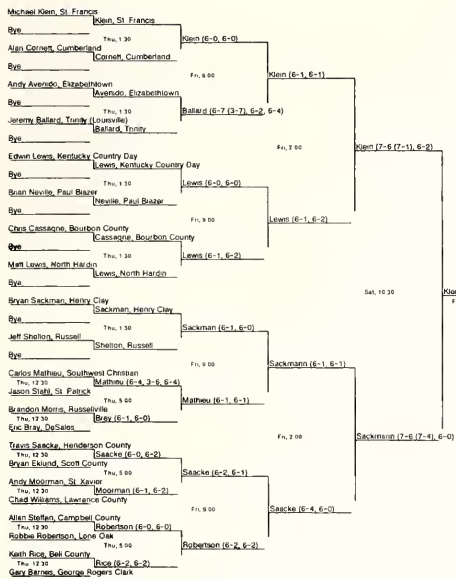 Michael Klein, St. Francis
Klein, St. Francis
Bye
Thu, 1:30
Klein (6-0, 6-0)
Alan Cornett, Cumberland
Cornett, Cumberland
Bye
Fri, 9:00
Klein (6-1, 6-1)
Andy Avenido, Elizabethtown
Avenido, Elizabethtown
Bye
Thu, 1:30
Ballard (6-7 (3-7), 6-2, 6-4)
Jeremy Ballard, Trinity (Louisville)
Ballard, Trinity
Bye
Fri, 2:00
Klein (7-6 (7-1), 6-2)
Edwin Lewis, Kentucky Country Day
Lewis, Kentucky Country Day
Bye
Thu, 1:30
Lewis (6-0, 6-0)
Brian Neville, Paul Blazer
Neville, Paul Blazer
Bye
Fri, 9:00
Lewis (6-1, 6-2)
Chris Cassagne, Bourbon County
Cassagne, Bourbon County
Bye
Thu, 1:30
Lewis (6-1, 6-2)
Matt Lewis, North Hardin
Lewis, North Hardin
Bye
Sat, 10:30
Bryan Sackman, Henry Clay
Sackman, Henry Clay
Bye
Thu, 1:30
Sackman (6-1, 6-0)
Jeff Shelton, Russell
Shelton, Russell
Bye
Fri, 9:00
Sackmann (6-1, 6-1)
Carlos Mathieu, Southwest Christian
Thu, 12:30
Mathieu (6-4, 3-6, 6-4)
Jason Stahl, St. Patrick
Thu, 5:00
Mathieu (6-1, 6-1)
Brandon Morris, Russellville
Thu, 12:30
Bray (6-1, 6-0)
Eric Bray, DeSales
Fri, 2:00
Sackmann (7-6 (7-4), 6-0)
Travis Saacke, Henderson County
Thu, 12:30
Saacke (6-0, 6-2)
Bryan Eklund, Scott County
Thu, 5:00
Saacke (6-2, 6-1)
Andy Moorman, St. Xavier
Thu, 12:30
Moorman (6-1, 6-2)
Chad Williams, Lawrance County
Fri, 9:00
Saacke (6-4, 6-0)
Allen Steffan, Campbell County
Thu, 12:30
Robertson (6-0, 6-0)
Robbie Robertson, Lone Oak
Thu, 5:00
Robertson (6-2, 6-2)
Keith Rice, Bell County
Thu, 12:30
Rice (6-2, 6-2)
Gary Barnes, George Rogers Clark